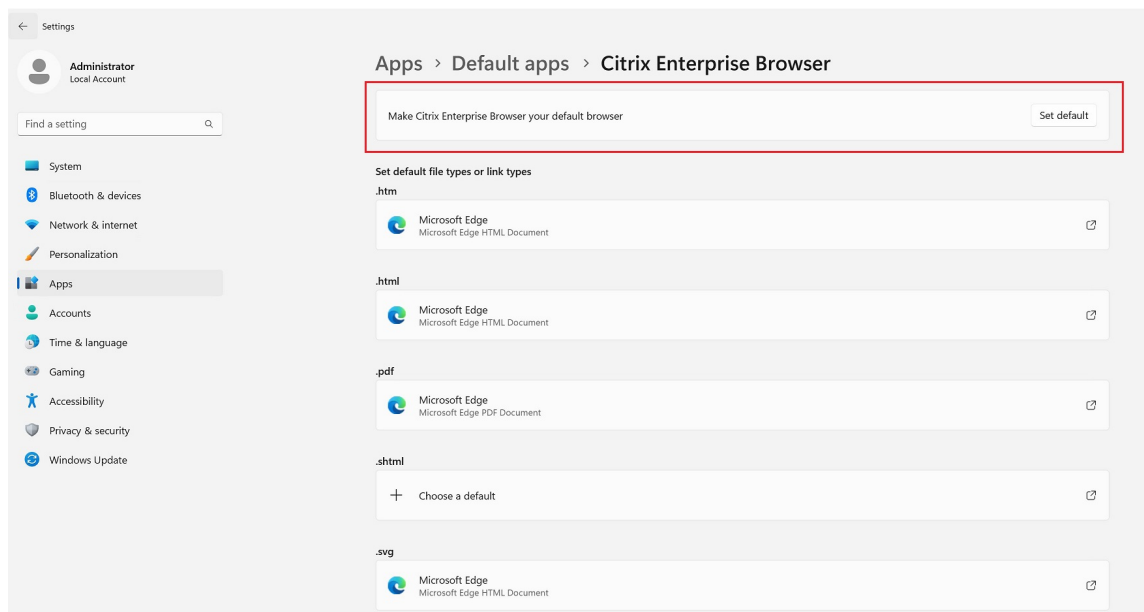 Settings
Administrator
Local Account
Find a setting
System
Bluetooth & devices
Network & internet
Personalization
Apps
Accounts
Time & language
Gaming
Accessibility
Privacy & security
Windows Update
Apps > Default apps > Citrix Enterprise Browser
Make Citrix Enterprise Browser your default browser
Set default
Set default file types or link types
.htm
Microsoft Edge
Microsoft Edge HTML Document
.html
Microsoft Edge
Microsoft Edge HTML Document
.pdf
Microsoft Edge
Microsoft Edge PDF Document
.shtml
Choose a default
.svg
Microsoft Edge
Microsoft Edge HTML Document